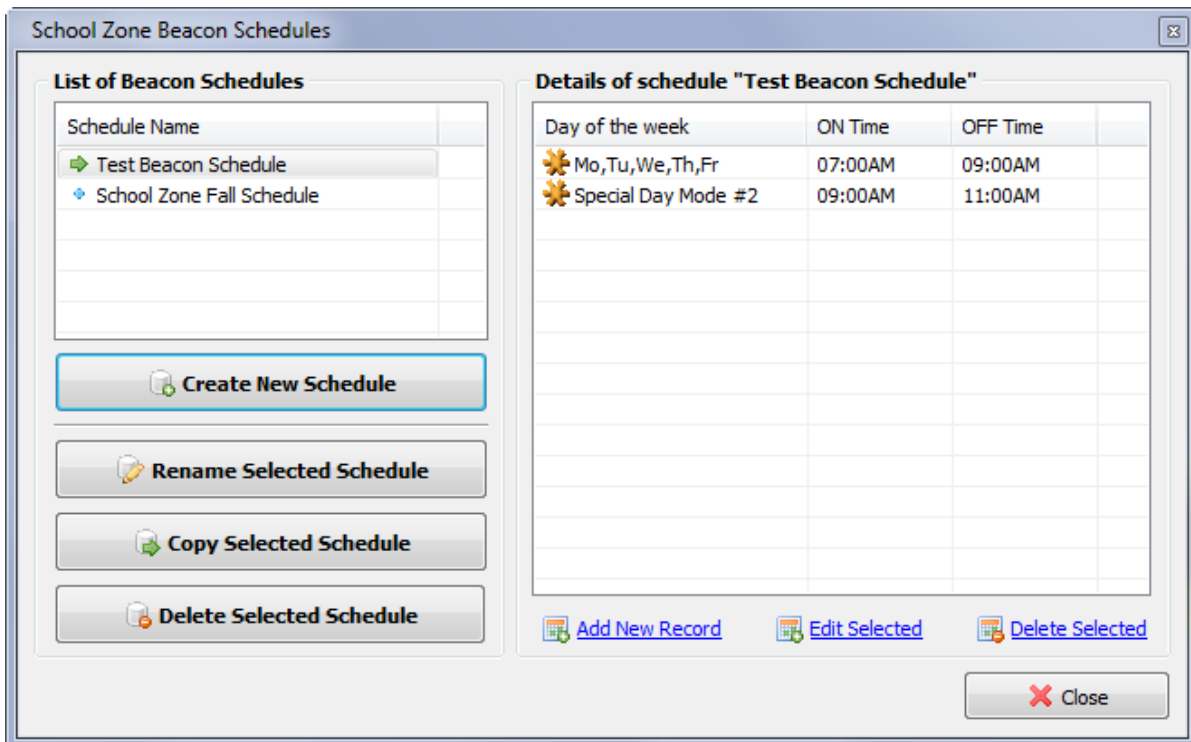 School Zone Beacon Schedules
List of Beacon Schedules
Schedule Name
Test Beacon Schedule
School Zone Fall Schedule
Create New Schedule
Rename Selected Schedule
Copy Selected Schedule
Delete Selected Schedule
Details of schedule "Test Beacon Schedule"
Day of the week ON Time OFF Time
Mo,Tu,We,Th,Fr 07:00AM 09:00AM
Special Day Mode #2 09:00AM 11:00AM
Add New Record Edit Selected Delete Selected
Close